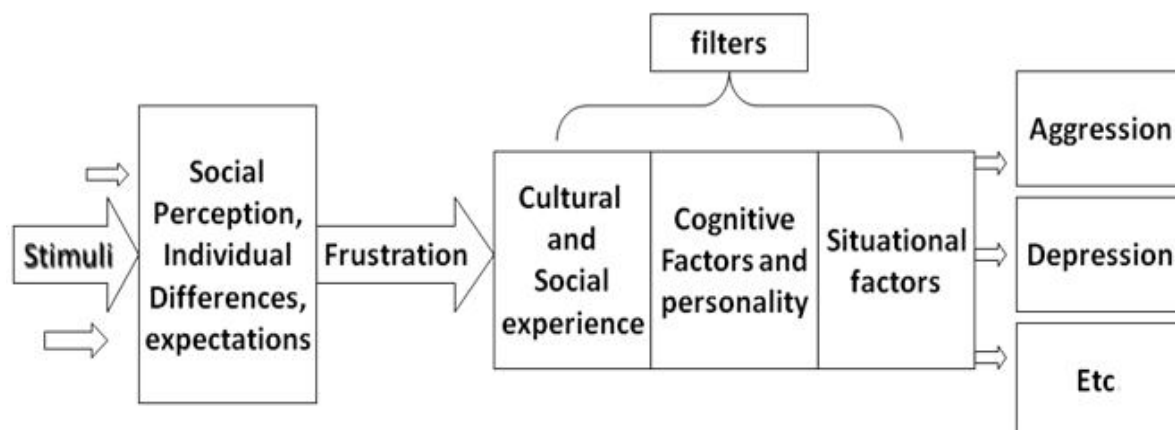 filters
Stimuli
Social
Perception,
Individual
Differences,
expectations
Frustration
Cultural
and
Social
experience
Cognitive
Factors and
personality
Situational
factors
Aggression
Depression
Etc